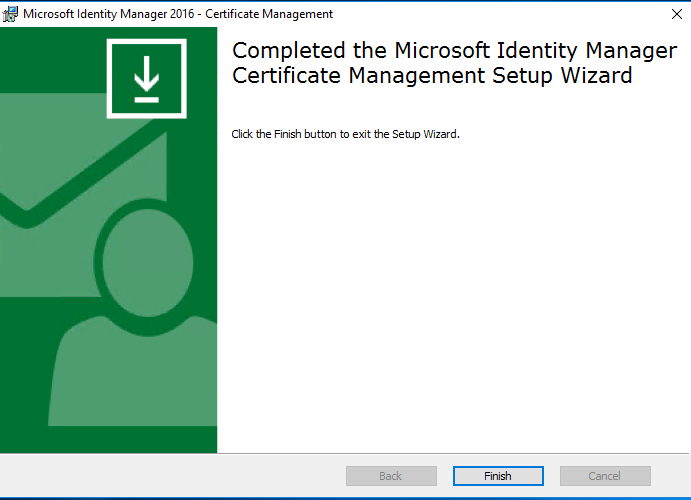 Microsoft Identity Manager 2016 - Certificate Management
Completed the Microsoft Identity Manager
Certificate Management Setup Wizard
Click the Finish button to exit the Setup Wizard.
Back
Finish
Cancel